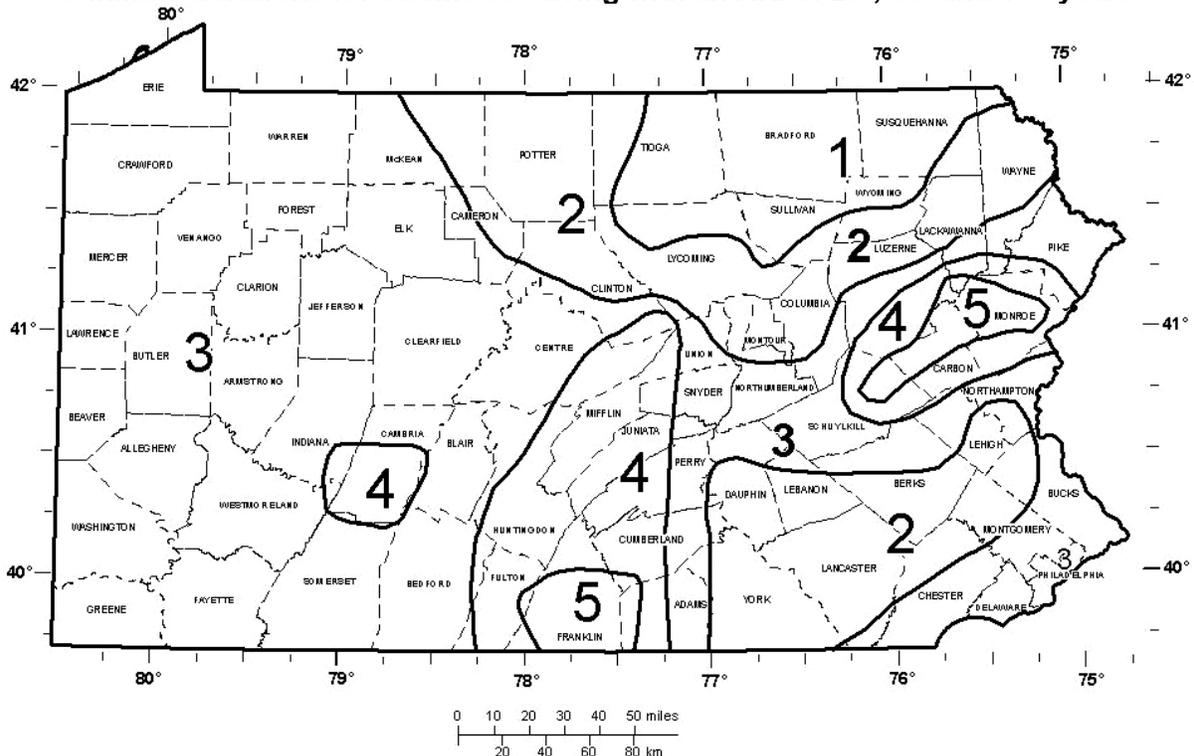 80°
79°
78°
77°
76°
75°
42°
42°
ERIE
SUSQUEHANNA
WARREN
BRADFORD
McKEAN
TIOGA
POTTER
1
CRAWFORD
WAYNE
WYOMING
FOREST
SULLIVAN
CAMERON
2
ELK
LACKAWANNA
VENANGO
2
LUZERNE
PIKE
MERCER
LYCOMING
CLARION
CLINTON
COLUMBIA
JEFFERSON
5
MONROE
4
41°
LAWRENCE
41°
CLEARFIELD
MONTOUR
CENTRE
3
BUTLER
UNION
CARBON
ARMSTRONG
NORTHUMBERLAND
SNYDER
NORTHAMPTON
MIFFLIN
BEAVER
SCHUYLKILL
JUNIATA
CAMBRIA
INDIANA
BLAIR
3
LEHIGH
ALLEGHENY
PERRY
4
4
BERKS
LEBANON
DAUPHIN
BUCKS
WESTMORELAND
WASHINGTON
HUNTINGDON
MONTGOMERY
CUMBERLAND
2
3
40°
LANCASTER
40°
PHILADELPHIA
FULTON
SOMERSET
BEDFORD
CHESTER
FAYETTE
5
ADAMS
YORK
GREENE
DELAWARE
FRANKLIN
80°
79°
78°
77°
76°
75°
0 10 20 30 40 50 miles
20 40 60 80 km